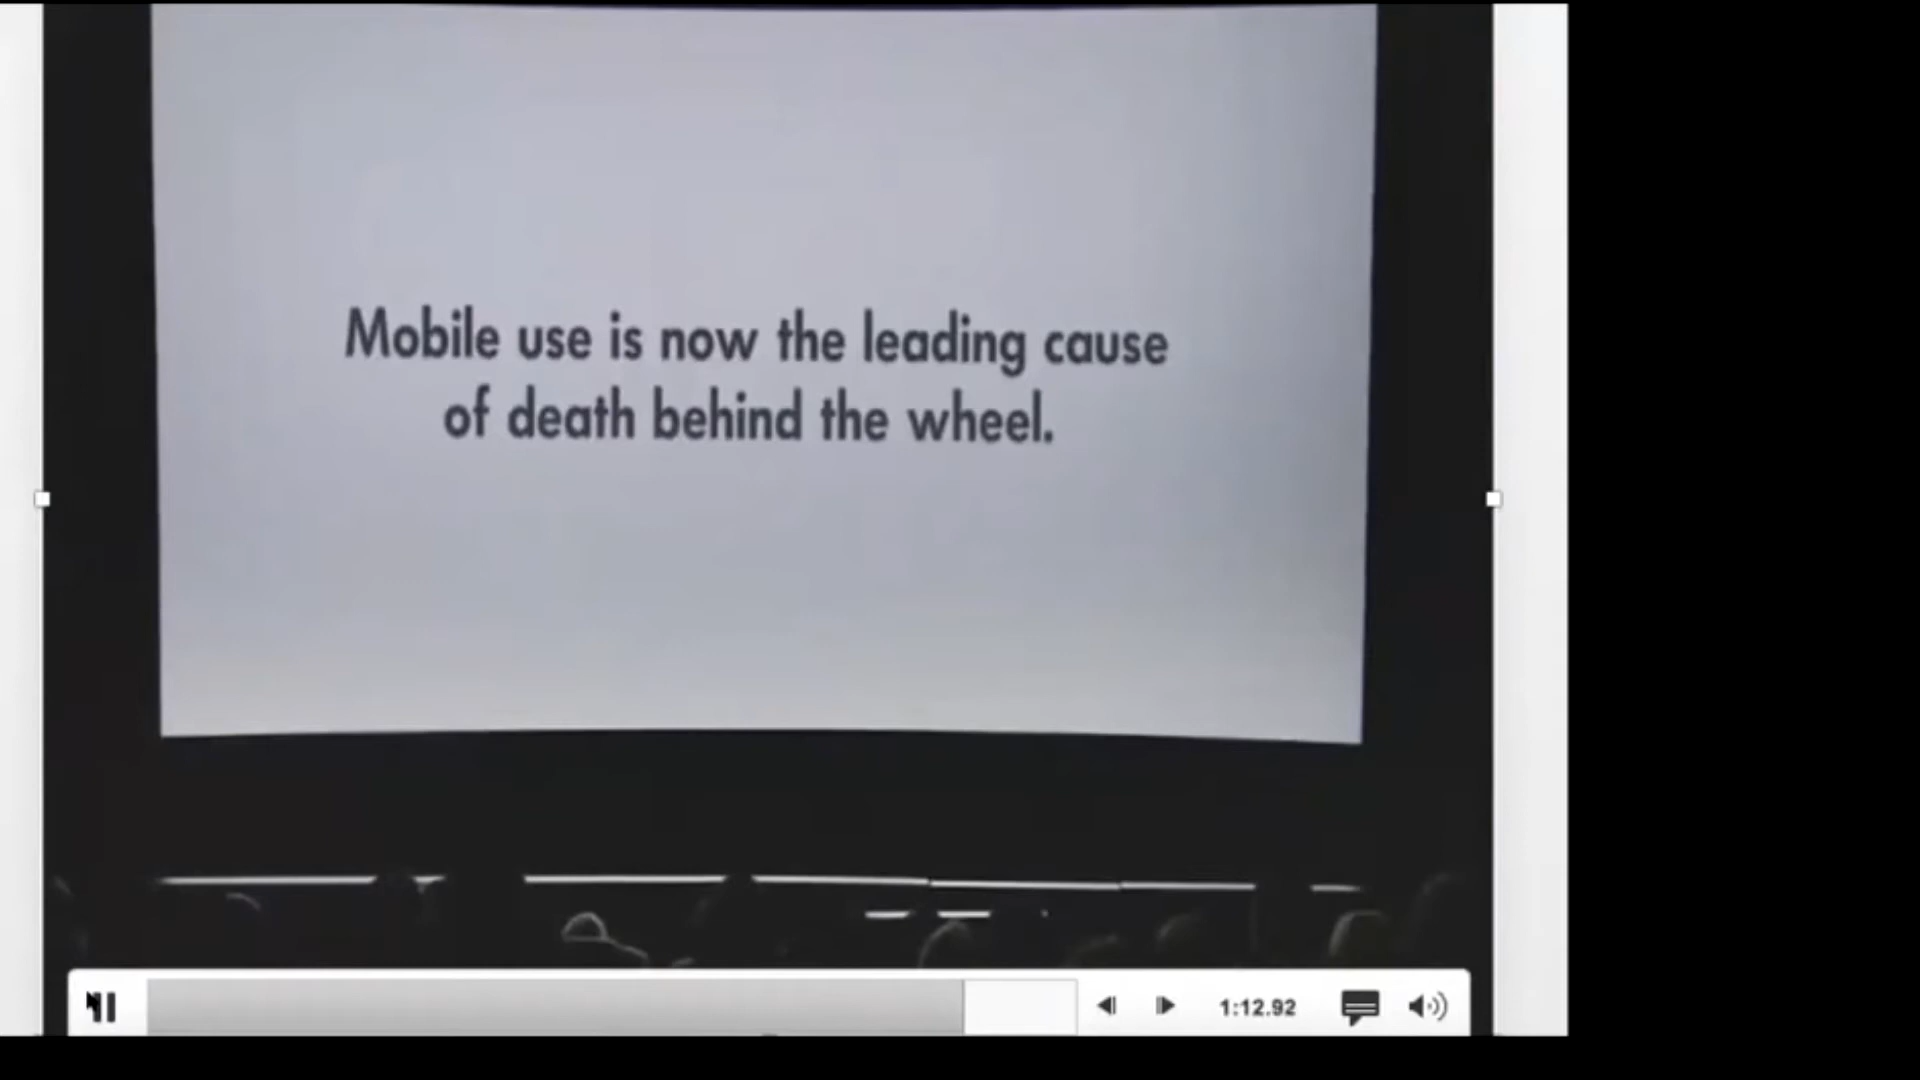 Mobile use is now the leading cause
of death behind the wheel.
1:12.92